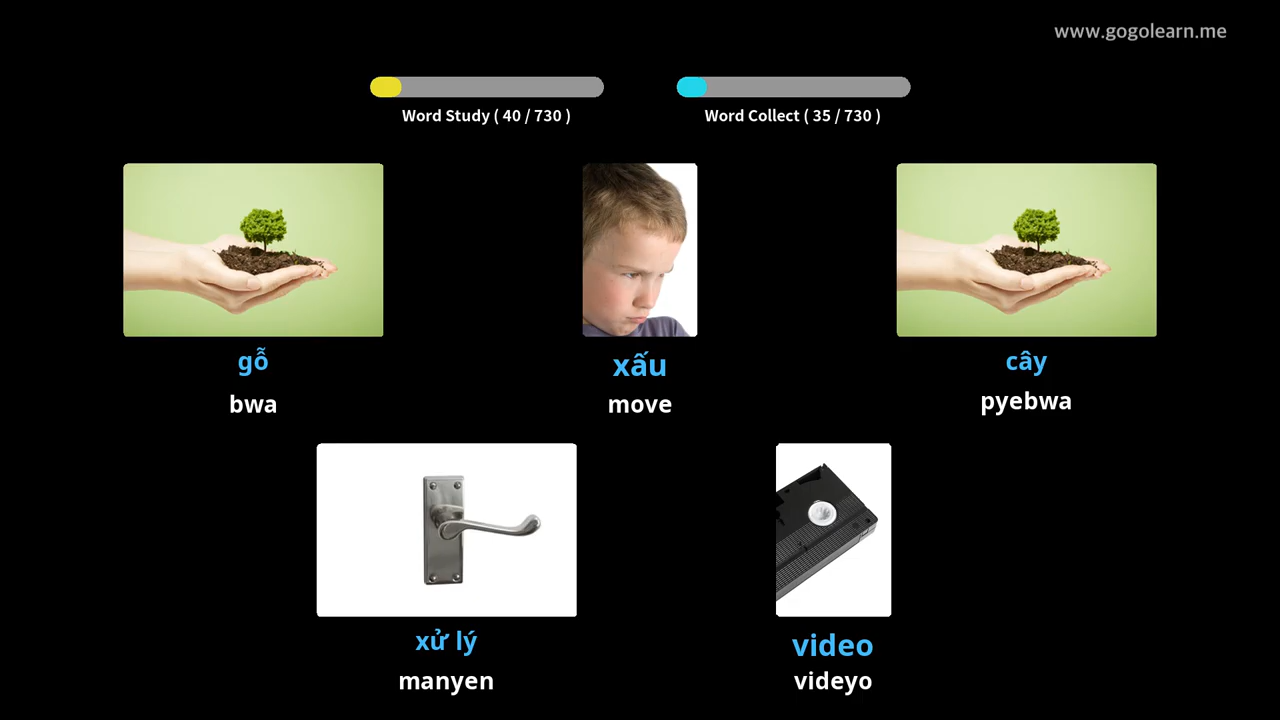 www.gogolearn.me
Word Study ( 40 / 730 )
Word Collect ( 35 / 730 )
gỗ
bwa
xấu
move
cây
pyebwa
xử lý
manyen
video
videyo